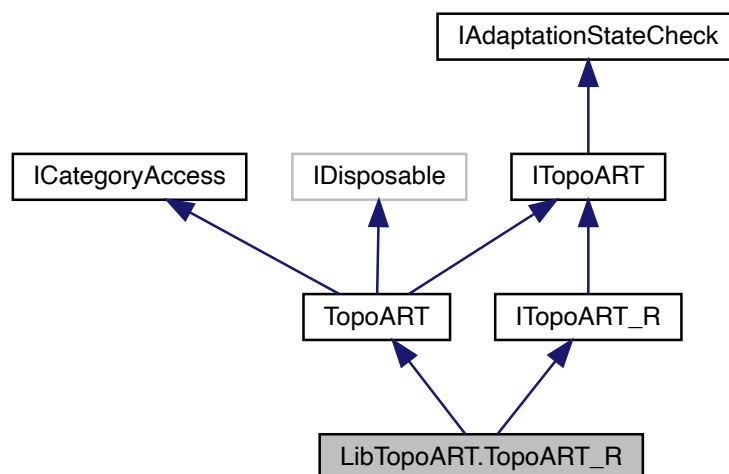 IAdaptationStateCheck
ICategoryAccess
IDisposable
ITopoART
TopoART
ITopoART_R
LibTopoART.TopoART_R